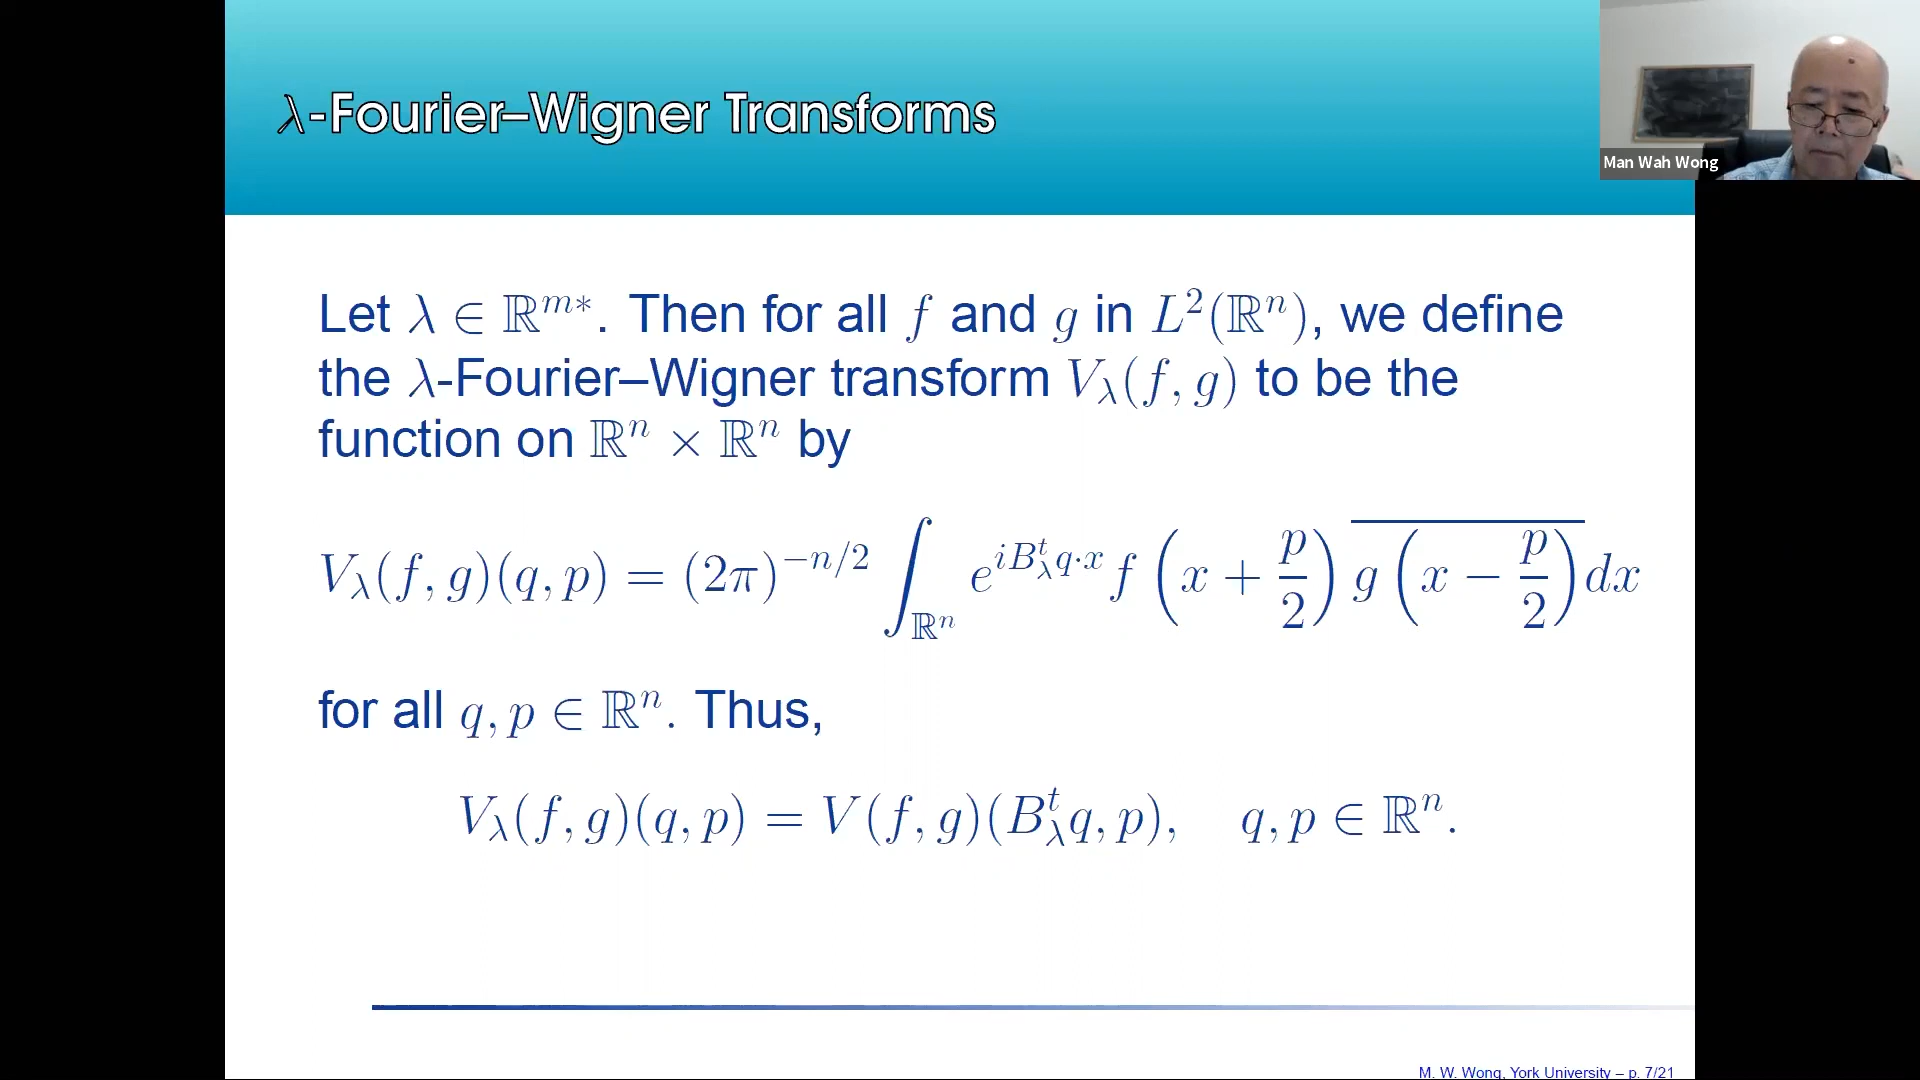 λ-Fourier–Wigner Transforms
Man Wah Wong
Let λ ∈ ℝᵐ*. Then for all f and g in L²(ℝⁿ), we define
the λ-Fourier–Wigner transform V_λ(f, g) to be the
function on ℝⁿ × ℝⁿ by
V_λ(f, g)(q, p) = (2π)^{−n/2} ∫_{ℝⁿ} e^{iB_λ^t q·x} f (x + p/2) \overline{g (x − p/2)} dx
for all q, p ∈ ℝⁿ. Thus,
V_λ(f, g)(q, p) = V(f, g)(B_λ^t q, p),   q, p ∈ ℝⁿ.
M. W. Wong, York University – p. 7/21